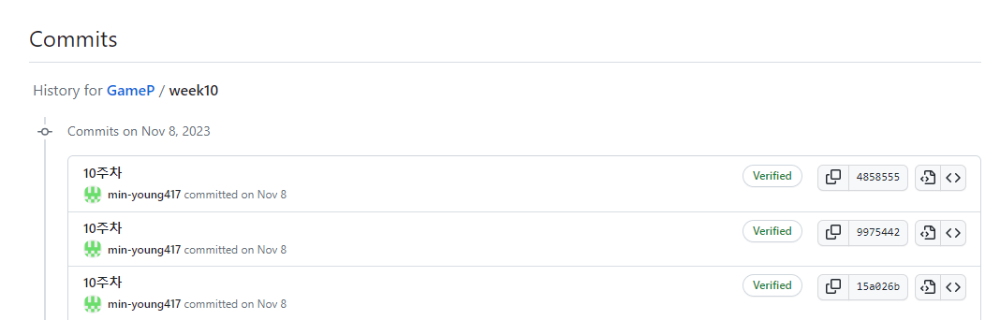 Commits
History for GameP / week10
Commits on Nov 8, 2023
10주차
Verified
4858555
min-young417 committed on Nov 8
10주차
Verified
9975442
min-young417 committed on Nov 8
10주차
Verified
15a026b
min-young417 committed on Nov 8